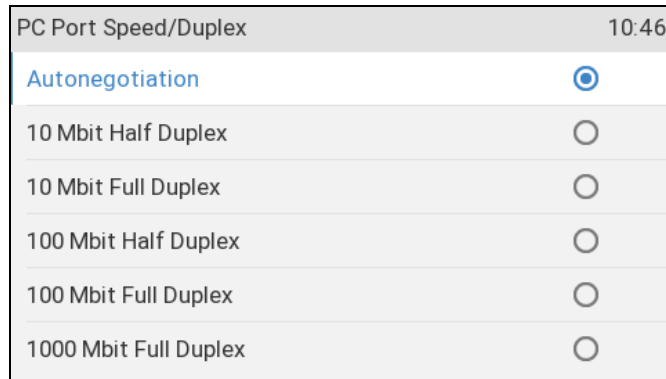 PC Port Speed/Duplex 10:46
Autonegotiation
10 Mbit Half Duplex
10 Mbit Full Duplex
100 Mbit Half Duplex
100 Mbit Full Duplex
1000 Mbit Full Duplex